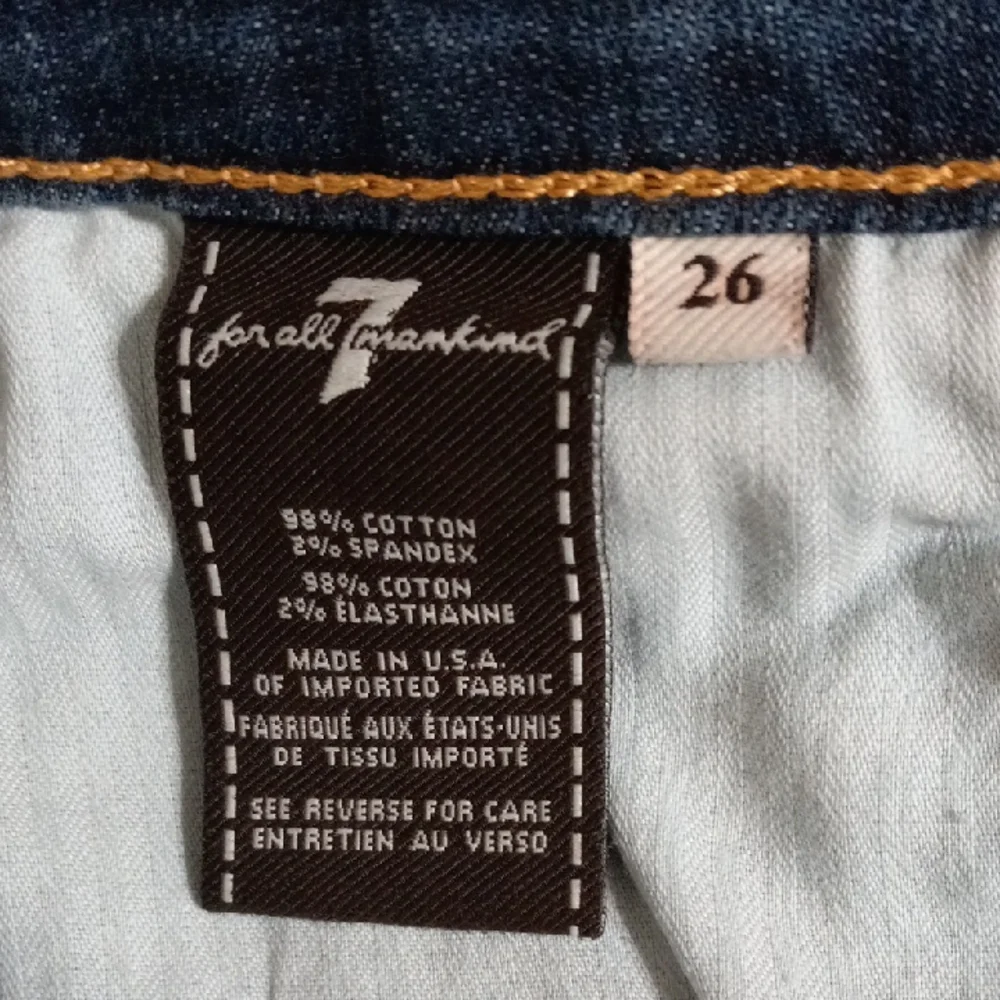 for all 7 mankind
26
98% COTTON
2% SPANDEX
98% COTON
2% ÉLASTHANNE
MADE IN U.S.A.
OF IMPORTED FABRIC
FABRIQUÉ AUX ÉTATS-UNIS
DE TISSU IMPORTÉ
SEE REVERSE FOR CARE
ENTRETIEN AU VERSO